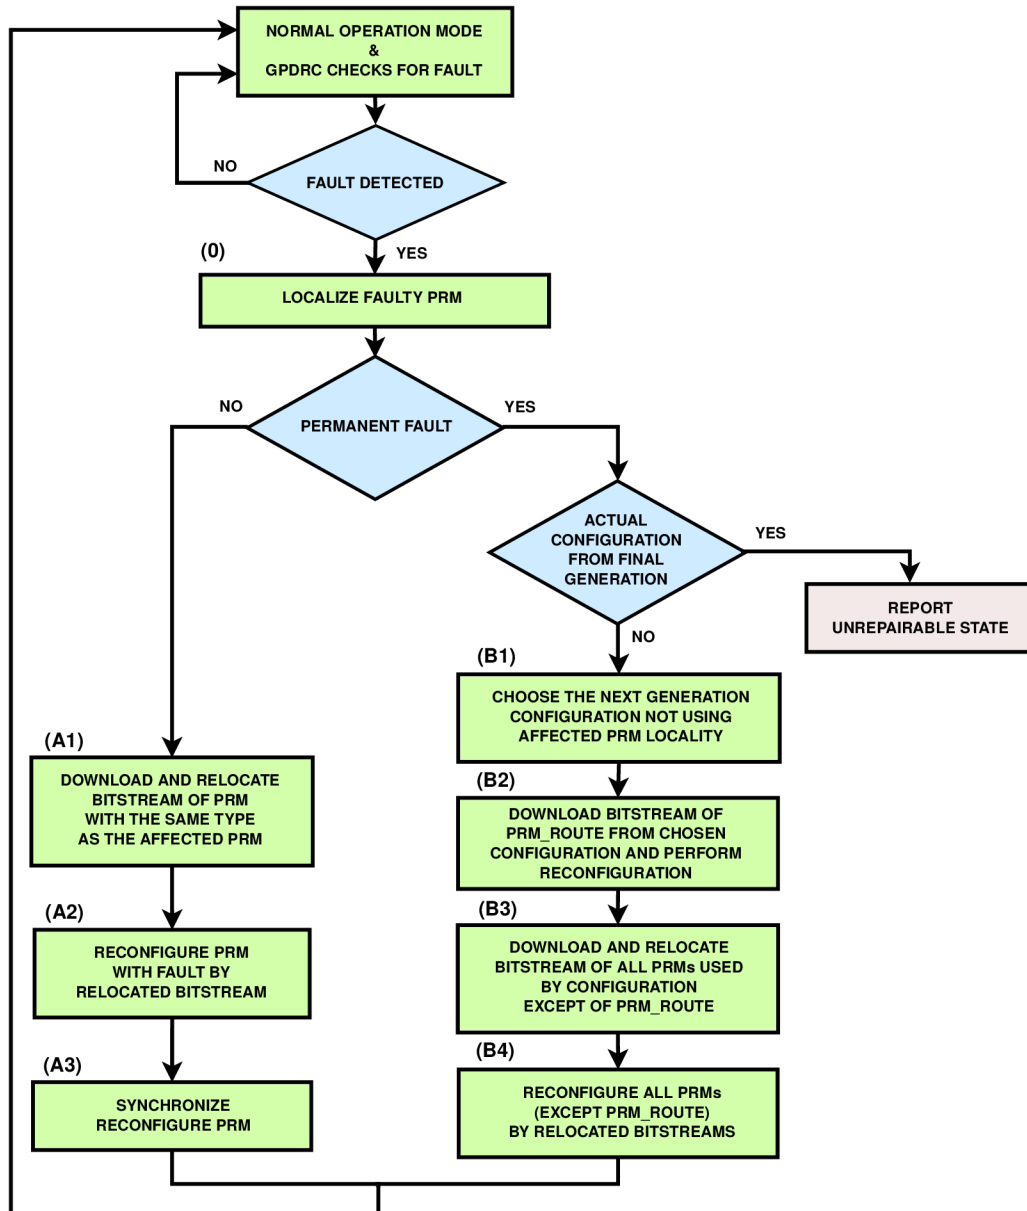 NORMAL OPERATION MODE
&
GPDRC CHECKS FOR FAULT
NO
FAULT DETECTED
(0)
YES
LOCALIZE FAULTY PRM
NO
YES
PERMANENT FAULT
ACTUAL
CONFIGURATION
FROM FINAL
GENERATION
YES
REPORT
UNREPAIRABLE STATE
NO
(B1)
CHOOSE THE NEXT GENERATION
CONFIGURATION NOT USING
AFFECTED PRM LOCALITY
(A1)
DOWNLOAD AND RELOCATE
BITSTREAM OF PRM
WITH THE SAME TYPE
AS THE AFFECTED PRM
(B2)
DOWNLOAD BITSTREAM OF
PRM_ROUTE FROM CHOSEN
CONFIGURATION AND PERFORM
RECONFIGURATION
(A2)
RECONFIGURE PRM
WITH FAULT BY
RELOCATED BITSTREAM
(B3)
DOWNLOAD AND RELOCATE
BITSTREAM OF ALL PRMs USED
BY CONFIGURATION
EXCEPT OF PRM_ROUTE
(A3)
SYNCHRONIZE
RECONFIGURE PRM
(B4)
RECONFIGURE ALL PRMs
(EXCEPT PRM_ROUTE)
BY RELOCATED BITSTREAMS